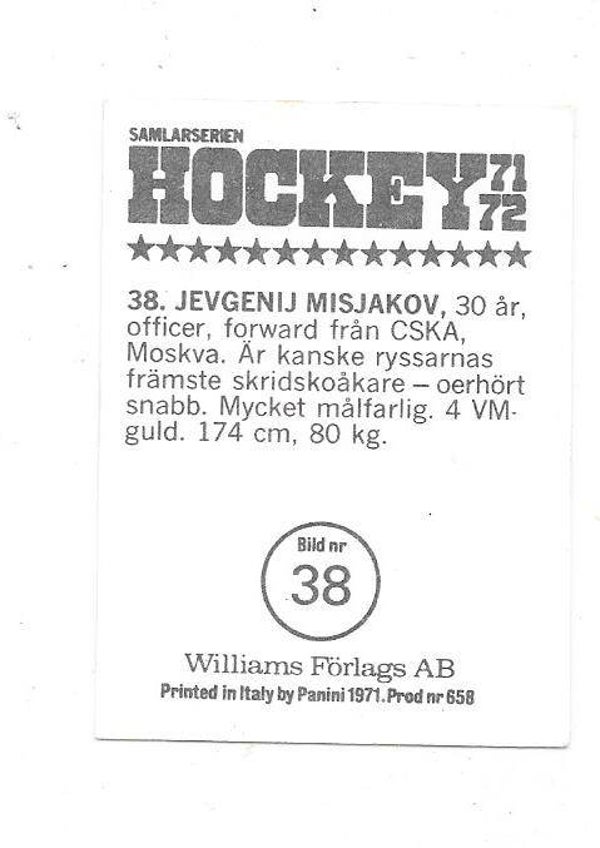 SAMLARSERIEN
HOCKEY 71 72
★★★★★★★★★★★★★★
38. JEVGENIJ MISJAKOV, 30 år,
officer, forward från CSKA,
Moskva. Är kanske ryssarnas
främste skridskoåkare – oerhört
snabb. Mycket målfarlig. 4 VM-
guld. 174 cm, 80 kg.
Bild nr
38
Williams Förlags AB
Printed in Italy by Panini 1971. Prod nr 658